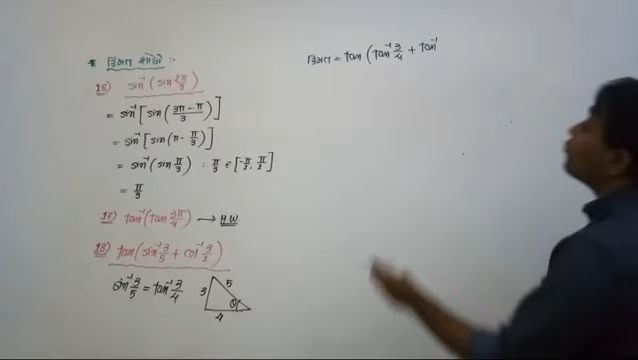 * કિંમત શોધો :-
16) sin⁻¹(sin 2π/3)
= sin⁻¹[sin(3π-π/3)]
= sin⁻¹[sin(π-π/3)]
= sin⁻¹(sin π/3) ∵ π/3 ∈ [-π/2, π/2]
= π/3
17) tan⁻¹(tan 3π/4) → H.W.
18) tan(sin⁻¹ 3/5 + cot⁻¹ 3/2)
sin⁻¹ 3/5 = tan⁻¹ 3/4
3 5
θ
4
કિંમત = tan (tan⁻¹ 3/4 + tan⁻¹